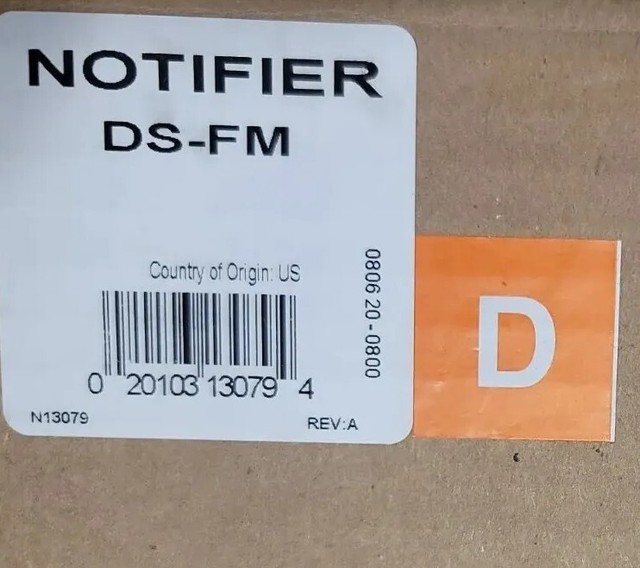 NOTIFIER
DS-FM
Country of Origin: US
0 20103 13079 4
0806 20-0800
N13079
REV:A
D